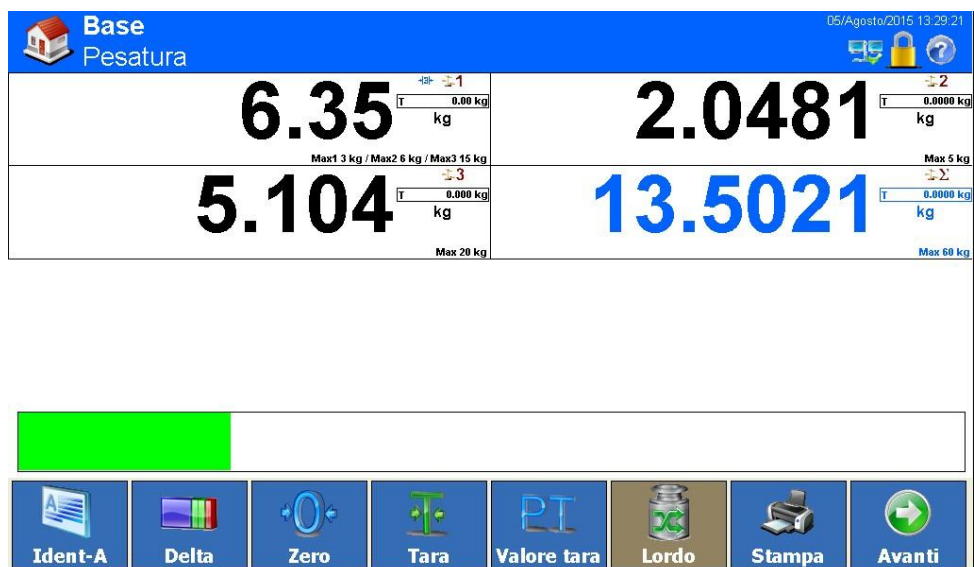 Base
Pesatura
05/Agosto/2015 13:29:21
?
1
6.35
T 0.00 kg
kg
Max1 3 kg / Max2 6 kg / Max3 15 kg
2
2.0481
T 0.0000 kg
kg
Max 5 kg
3
5.104
T 0.000 kg
kg
Max 20 kg
Σ
13.5021
T 0.0000 kg
kg
Max 60 kg
A
0
T
PT
Ident-A
Delta
Zero
Tara
Valore tara
Lordo
Stampa
Avanti